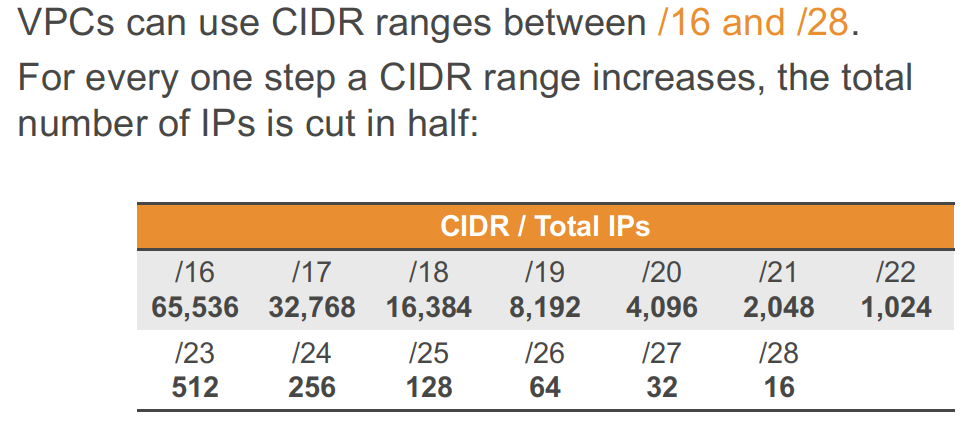 VPCs can use CIDR ranges between /16 and /28.
For every one step a CIDR range increases, the total
number of IPs is cut in half:
CIDR / Total IPs
/16 /17 /18 /19 /20 /21 /22
65,536 32,768 16,384 8,192 4,096 2,048 1,024
/23 /24 /25 /26 /27 /28
512 256 128 64 32 16